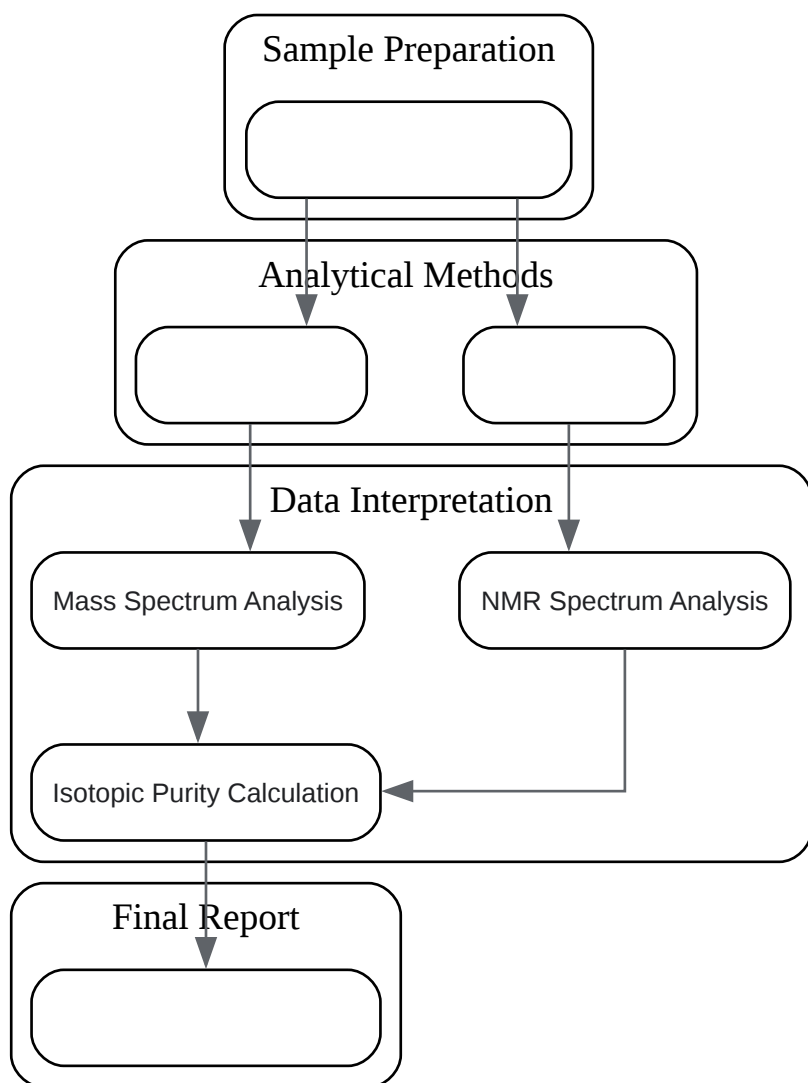 Sample Preparation
Analytical Methods
Data Interpretation
Mass Spectrum Analysis
NMR Spectrum Analysis
Isotopic Purity Calculation
Final Report